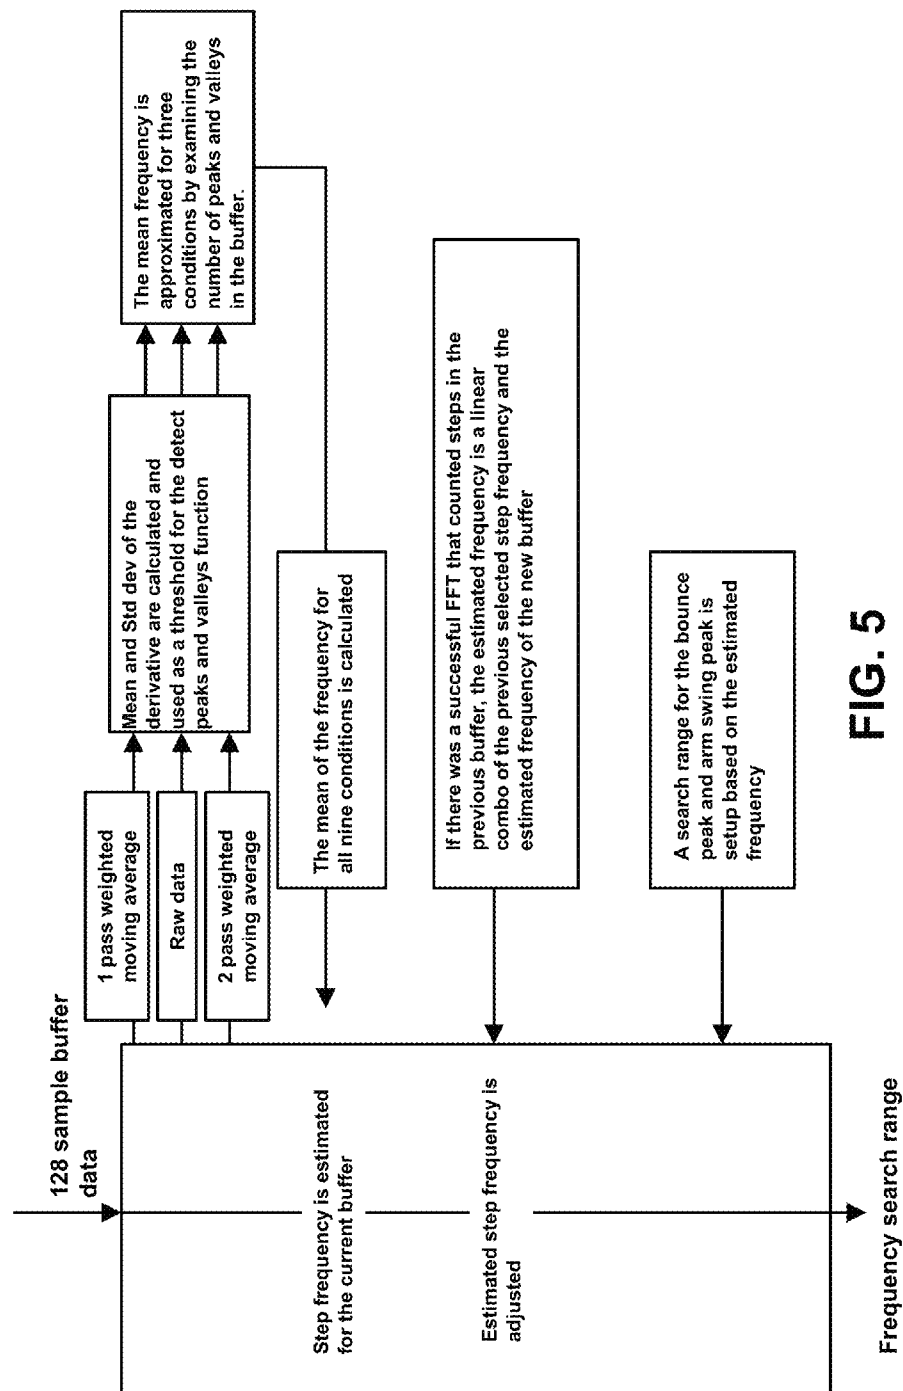 128 sample buffer
data
1 pass weighted
moving average
Raw data
2 pass weighted
moving average
Mean and Std dev of the
derivative are calculated and
used as a threshold for the detect
peaks and valleys function
The mean frequency is
approximated for three
conditions by examining the
number of peaks and valleys
in the buffer.
Step frequency is estimated
for the current buffer
The mean of the frequency for
all nine conditions is calculated
Estimated step frequency is
adjusted
If there was a successful FFT that counted steps in the
previous buffer, the estimated frequency is a linear
combo of the previous selected step frequency and the
estimated frequency of the new buffer
A search range for the bounce
peak and arm swing peak is
setup based on the estimated
frequency
Frequency search range
FIG. 5